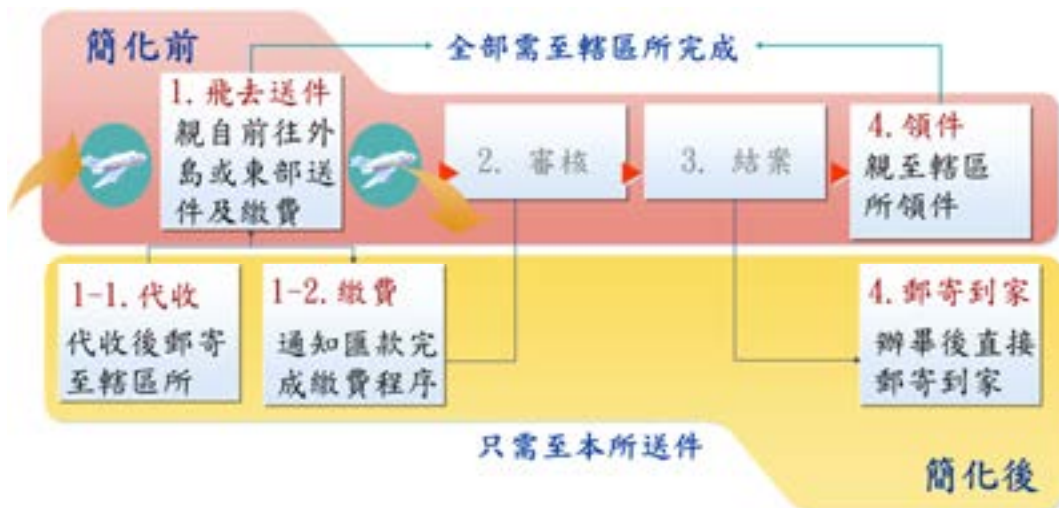 簡化前
全部需至轄區所完成
1. 飛去送件
親自前往外
島或東部送
件及繳費
2. 審核
3. 結案
4. 領件
親至轄區
所領件
1-1. 代收
代收後郵寄
至轄區所
1-2. 繳費
通知匯款完
成繳費程序
4. 郵寄到家
辦畢後直接
郵寄到家
只需至本所送件
簡化後